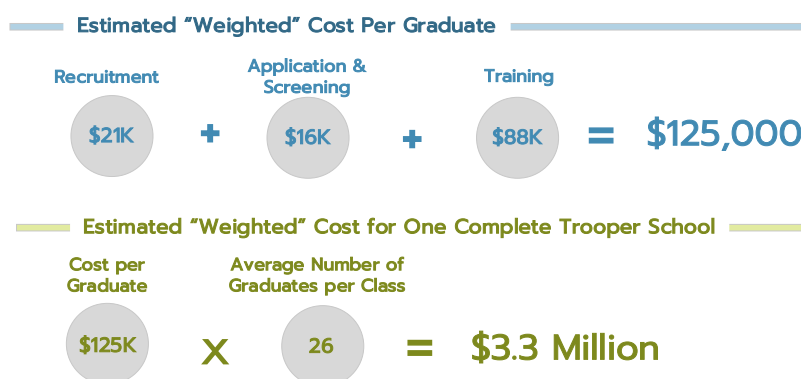 Estimated “Weighted” Cost Per Graduate
Recruitment
Application &
Screening
Training
$21K + $16K + $88K = $125,000
Estimated “Weighted” Cost for One Complete Trooper School
Cost per
Graduate
Average Number of
Graduates per Class
$125K x 26 = $3.3 Million